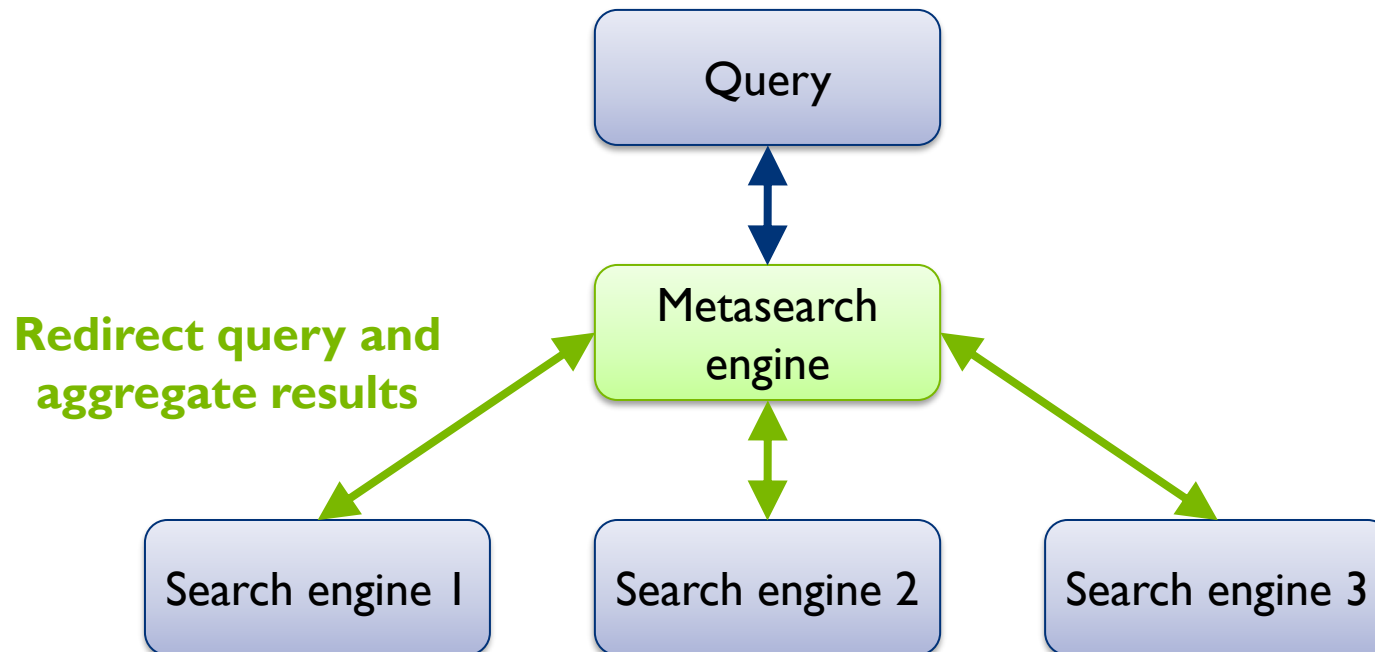 Query
Metasearch
engine
Redirect query and
aggregate results
Search engine 1
Search engine 2
Search engine 3